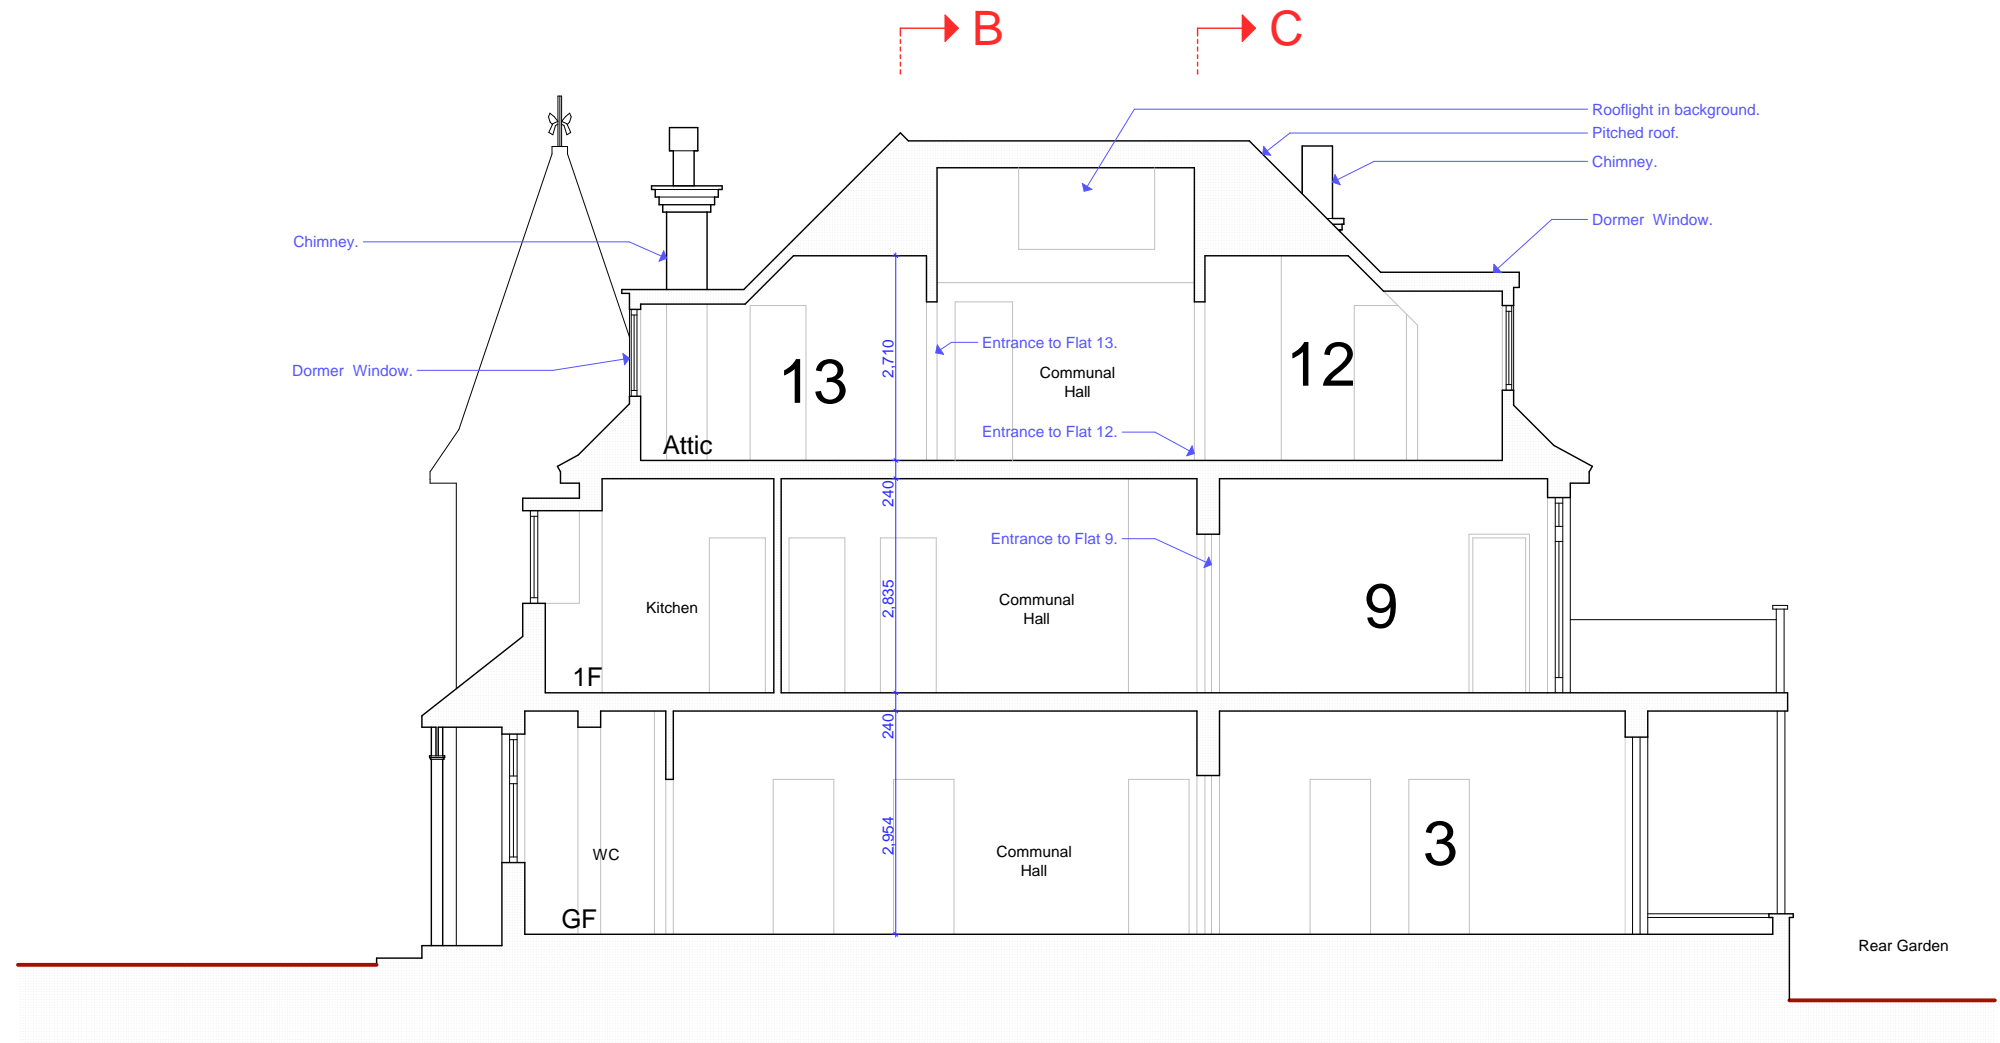 B
C
Rooflight in background.
Pitched roof.
Chimney.
Dormer Window.
Chimney.
Dormer Window.
13
2,710
Entrance to Flat 13.
Communal
Hall
12
Entrance to Flat 12.
Attic
240
Entrance to Flat 9.
Kitchen
2,835
Communal
Hall
9
1F
240
WC
2,954
Communal
Hall
3
GF
Rear Garden